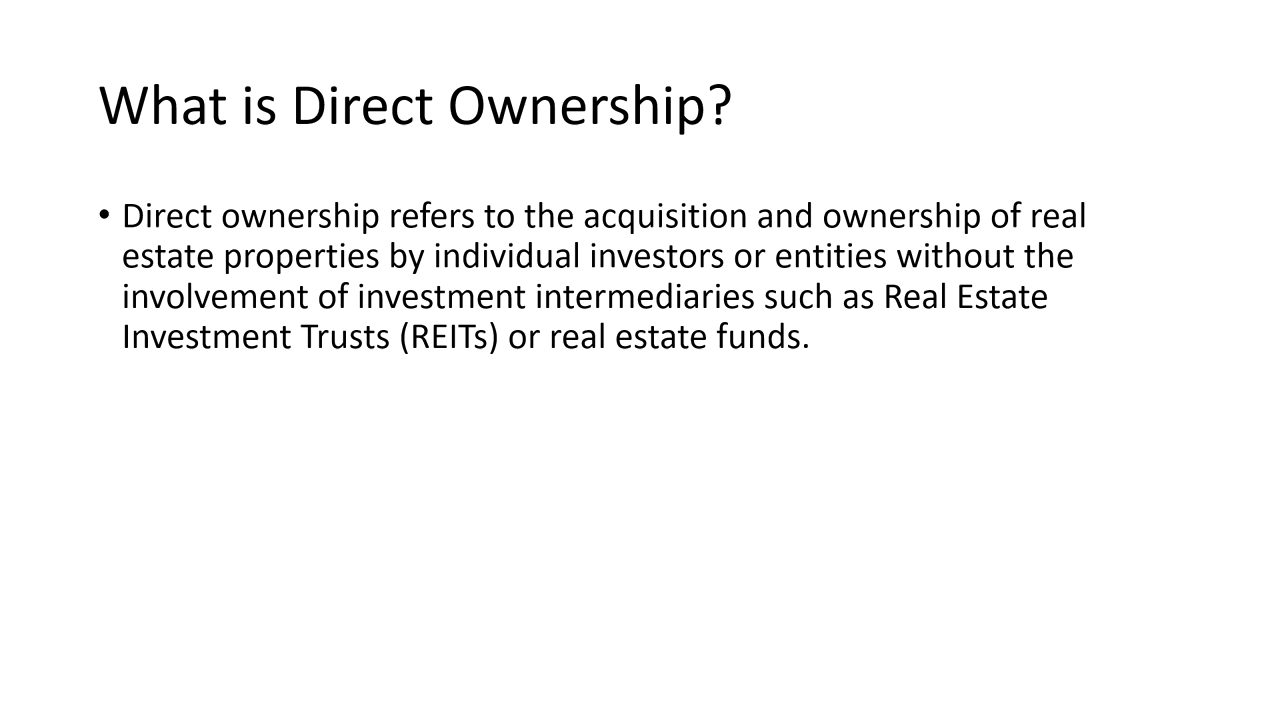 What is Direct Ownership?
• Direct ownership refers to the acquisition and ownership of real
estate properties by individual investors or entities without the
involvement of investment intermediaries such as Real Estate
Investment Trusts (REITs) or real estate funds.